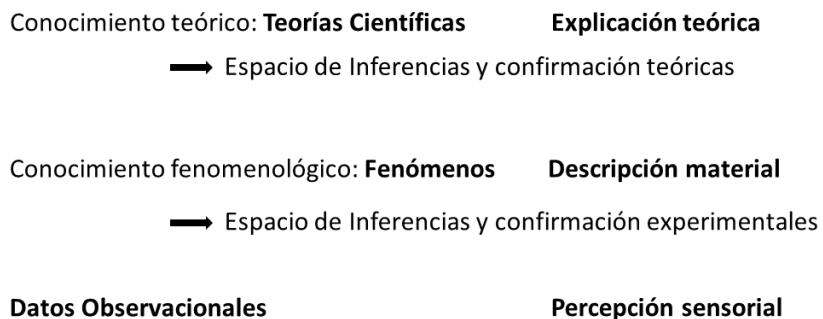 Conocimiento teórico: Teorías Científicas Explicación teórica
Espacio de Inferencias y confirmación teóricas
Conocimiento fenomenológico: Fenómenos Descripción material
Espacio de Inferencias y confirmación experimentales
Datos Observacionales Percepción sensorial